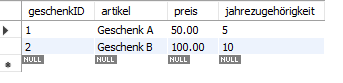 geschenkID artikel preis jahrezugehörigkeit
1 Geschenk A 50.00 5
2 Geschenk B 100.00 10
NULL NULL NULL NULL